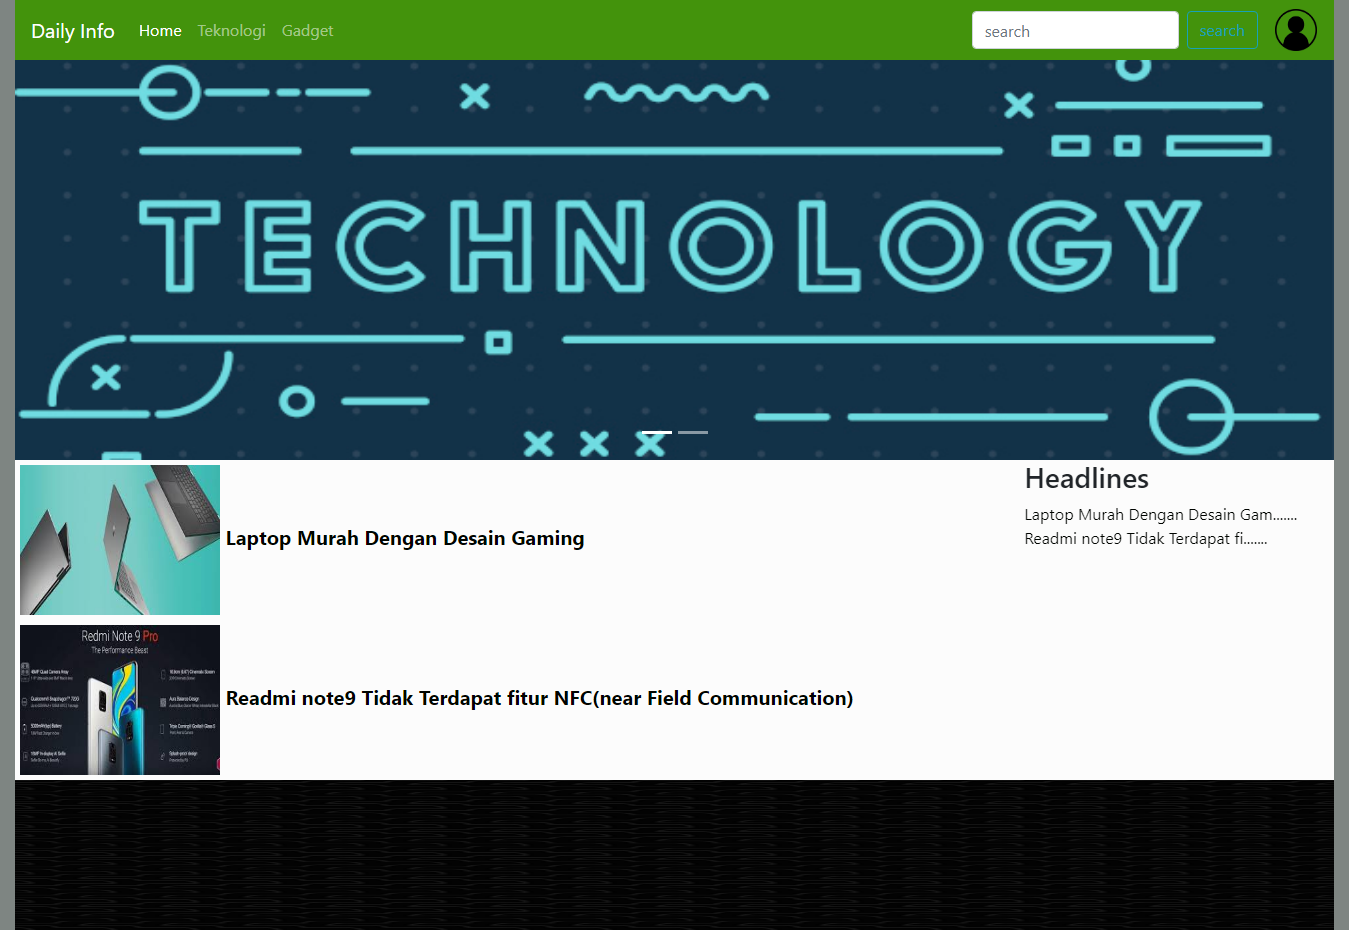 Daily Info Home Teknologi Gadget search search
TECHNOLOGY
Laptop Murah Dengan Desain Gaming
Redmi Note 9 Pro
The Performance Beast
Readmi note9 Tidak Terdapat fitur NFC(near Field Communication)
Headlines
Laptop Murah Dengan Desain Gam.......
Readmi note9 Tidak Terdapat fi.......